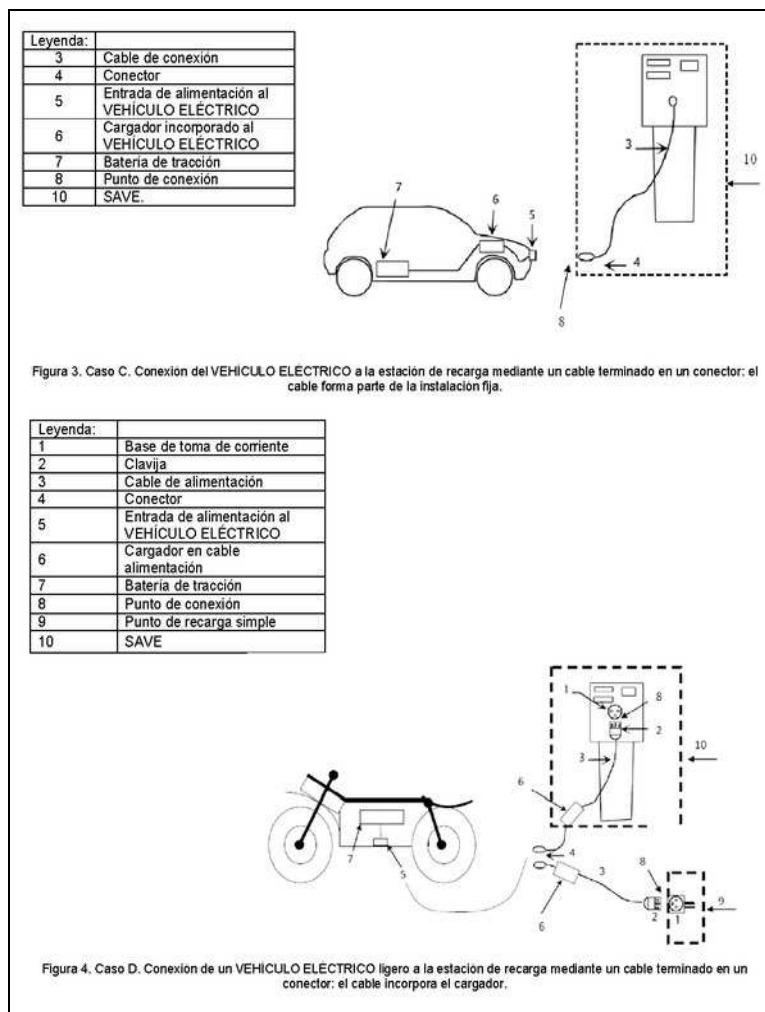 Leyenda:
3 Cable de conexión
4 Conector
5 Entrada de alimentación al
VEHÍCULO ELÉCTRICO
6 Cargador incorporado al
VEHÍCULO ELÉCTRICO
7 Batería de tracción
8 Punto de conexión
10 SAVE.
3
10
7
6
5
4
8
Figura 3. Caso C. Conexión del VEHÍCULO ELÉCTRICO a la estación de recarga mediante un cable terminado en un conector: el
cable forma parte de la instalación fija.
Leyenda:
1 Base de toma de corriente
2 Clavija
3 Cable de alimentación
4 Conector
5 Entrada de alimentación al
VEHÍCULO ELÉCTRICO
6 Cargador en cable
alimentación
7 Batería de tracción
8 Punto de conexión
9 Punto de recarga simple
10 SAVE
1
8
2
10
3
6
7
5
4
3
8
9
6
2
1
Figura 4. Caso D. Conexión de un VEHÍCULO ELÉCTRICO ligero a la estación de recarga mediante un cable terminado en un
conector: el cable incorpora el cargador.